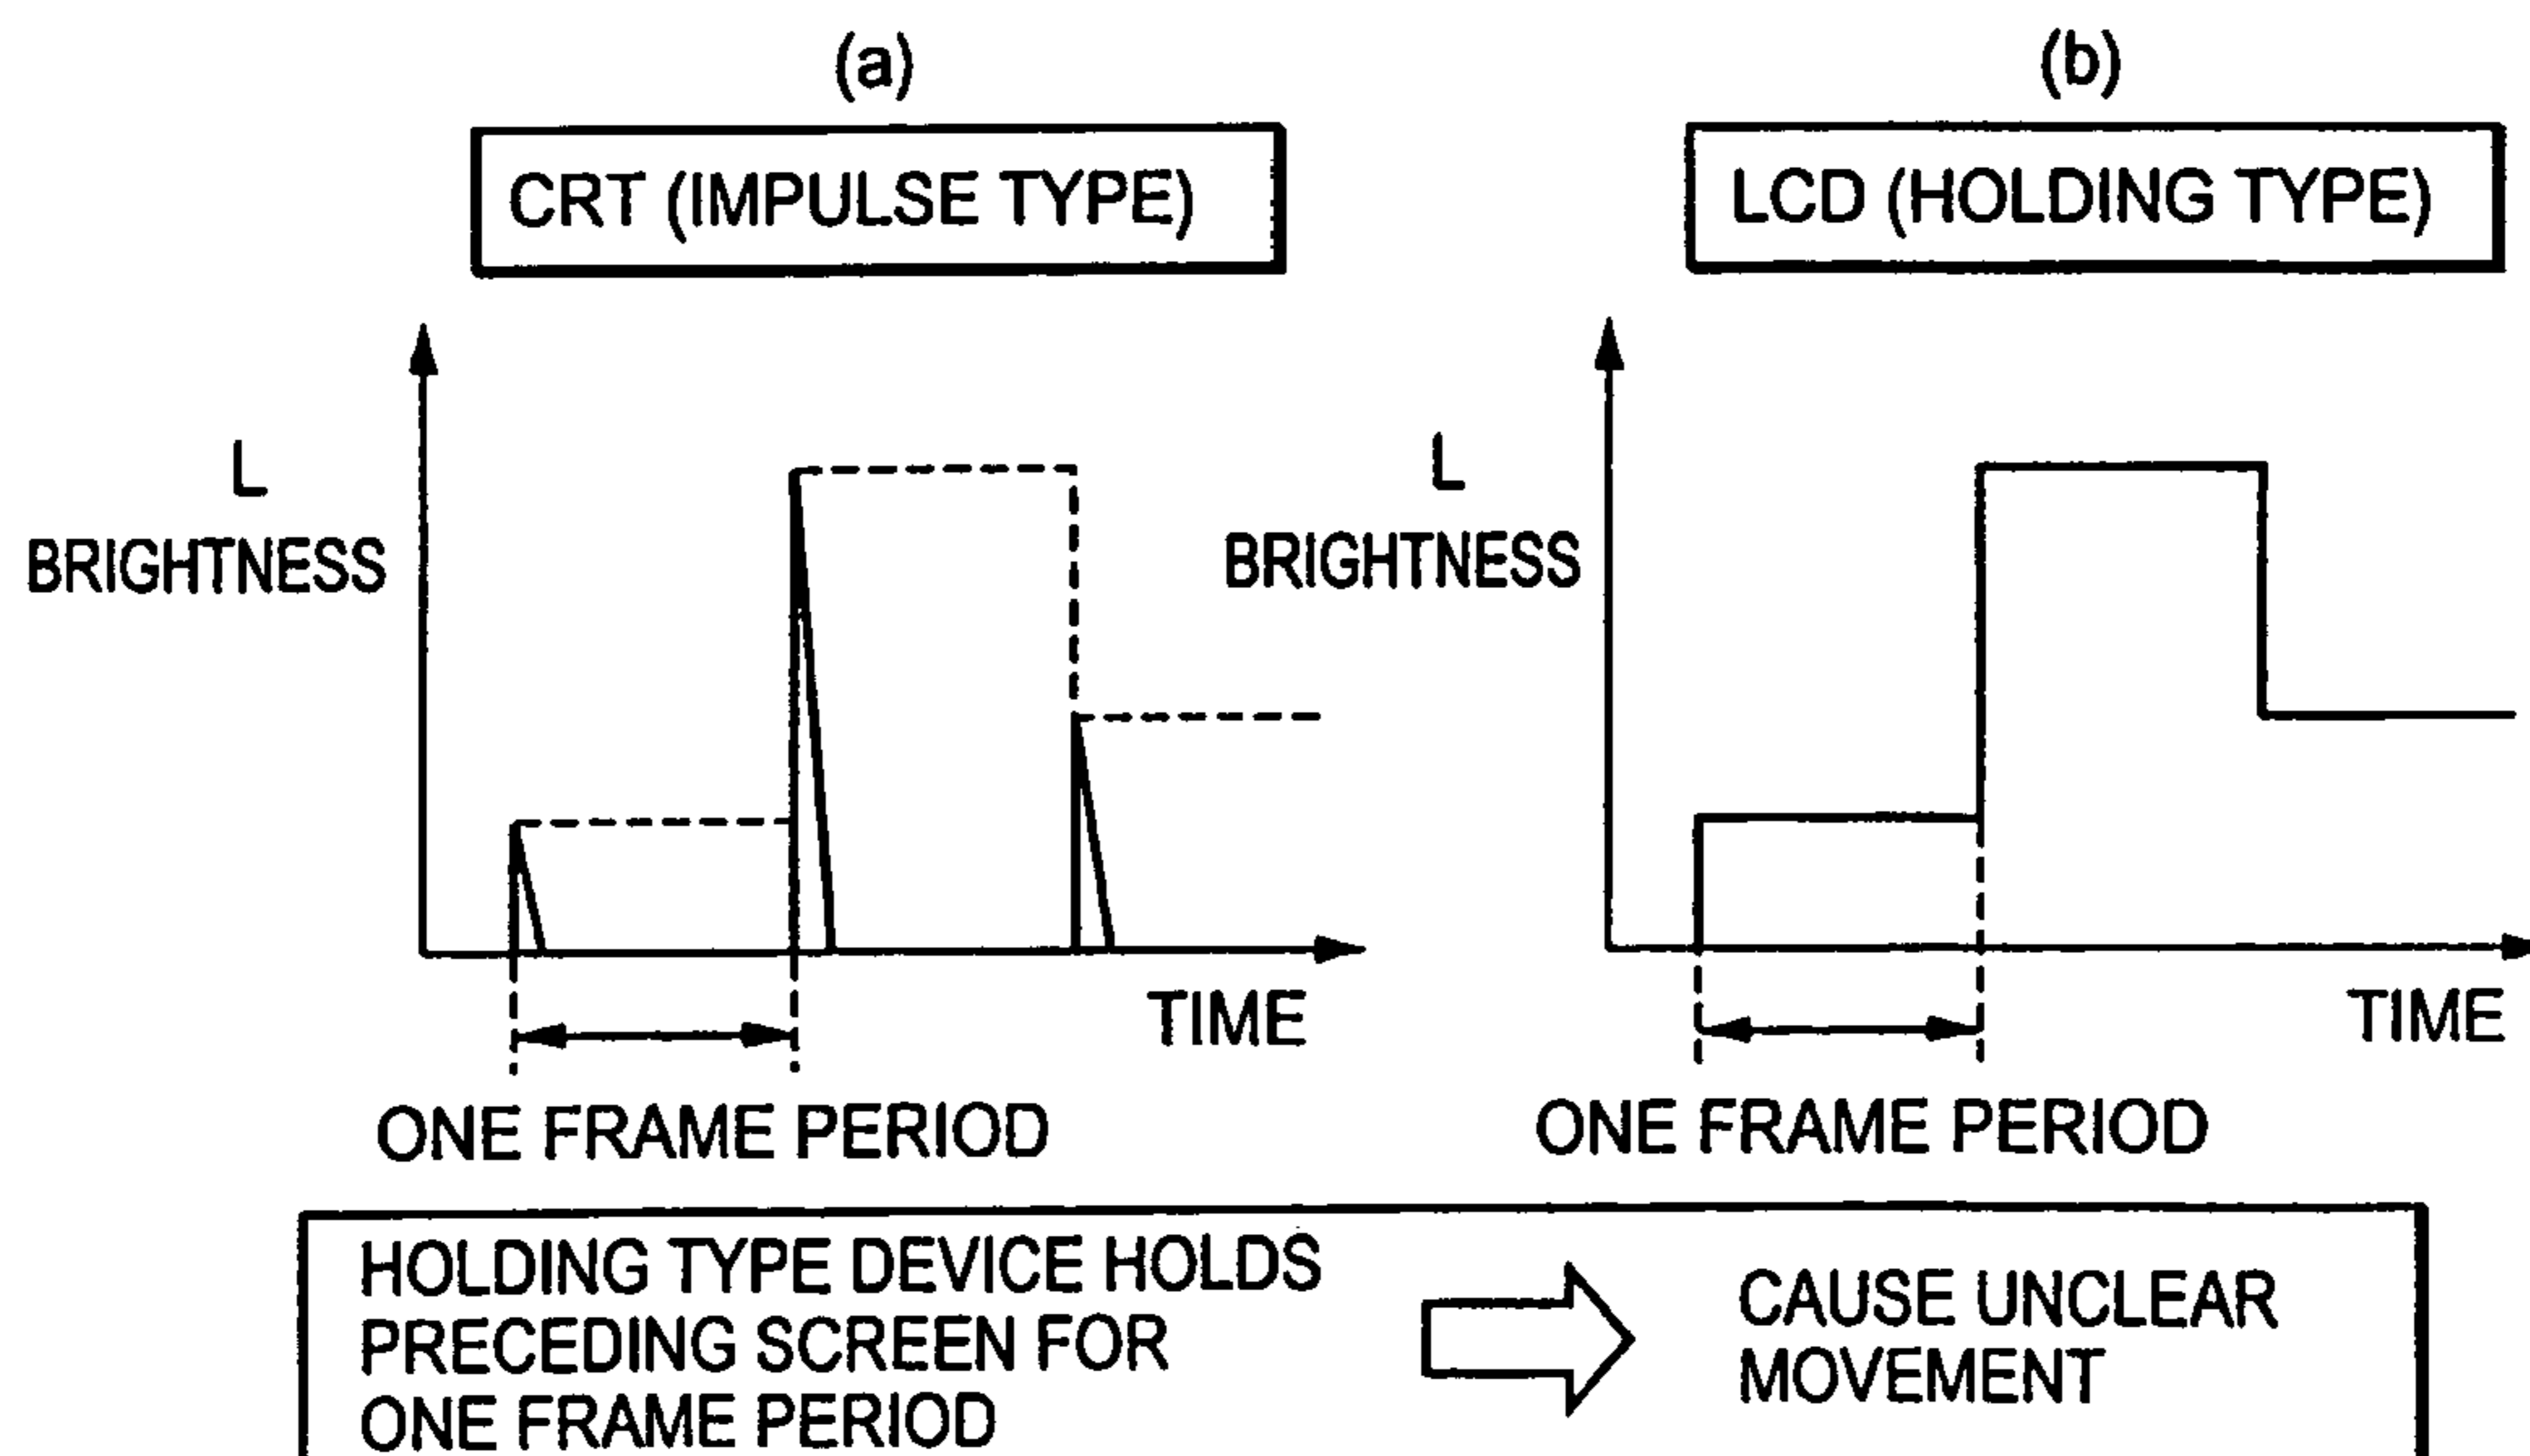 (a)
CRT (IMPULSE TYPE)
L
BRIGHTNESS
TIME
ONE FRAME PERIOD
(b)
LCD (HOLDING TYPE)
L
BRIGHTNESS
TIME
ONE FRAME PERIOD
HOLDING TYPE DEVICE HOLDS
PRECEDING SCREEN FOR
ONE FRAME PERIOD
CAUSE UNCLEAR
MOVEMENT